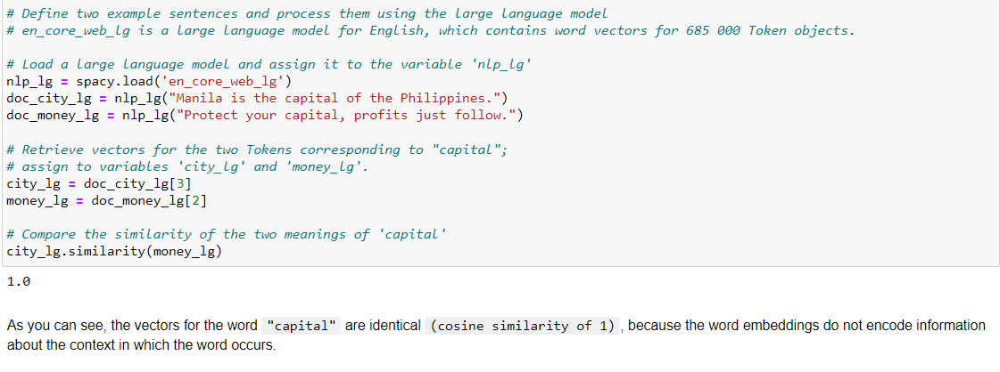 # Define two example sentences and process them using the large language model
# en_core_web_lg is a large language model for English, which contains word vectors for 685 000 Token objects.
# Load a large language model and assign it to the variable 'nlp_lg'
nlp_lg = spacy.load('en_core_web_lg')
doc_city_lg = nlp_lg("Manila is the capital of the Philippines.")
doc_money_lg = nlp_lg("Protect your capital, profits just follow.")
# Retrieve vectors for the two Tokens corresponding to "capital";
# assign to variables 'city_lg' and 'money_lg'.
city_lg = doc_city_lg[3]
money_lg = doc_money_lg[2]
# Compare the similarity of the two meanings of 'capital'
city_lg.similarity(money_lg)
1.0
As you can see, the vectors for the word "capital" are identical (cosine similarity of 1) , because the word embeddings do not encode information
about the context in which the word occurs.